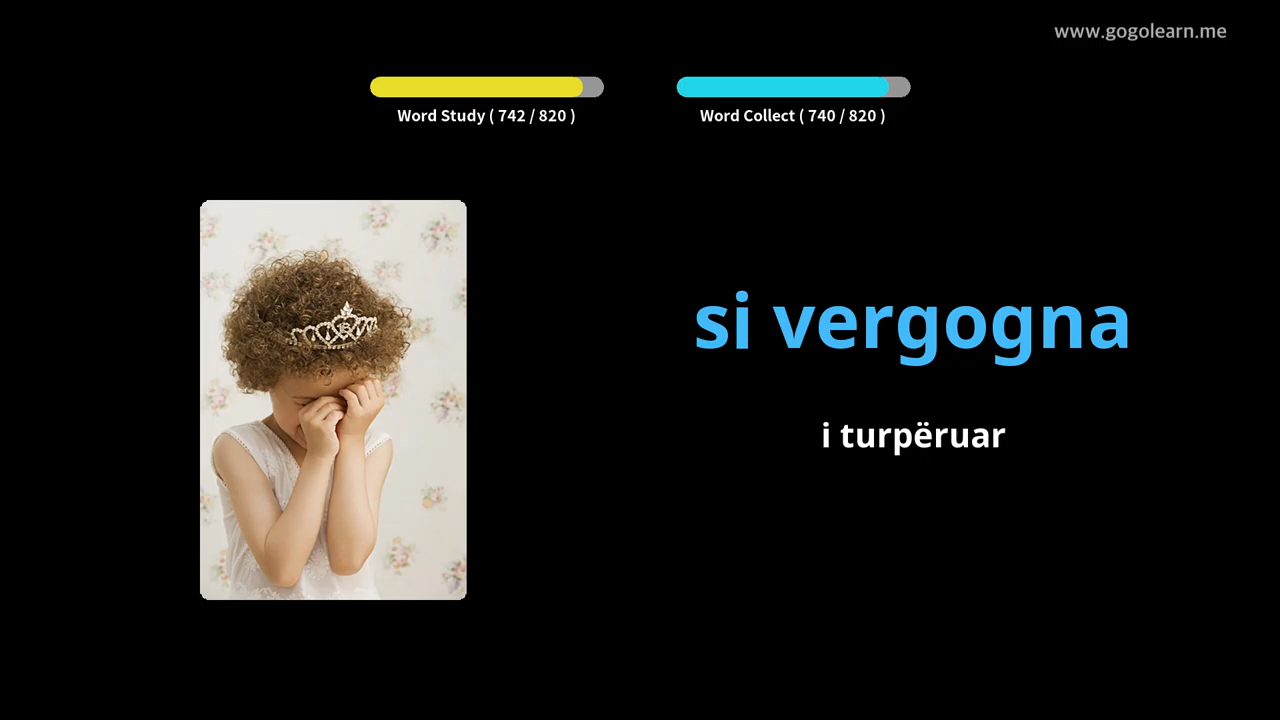 www.gogolearn.me
Word Study ( 742 / 820 )
Word Collect ( 740 / 820 )
si vergogna
i turpëruar